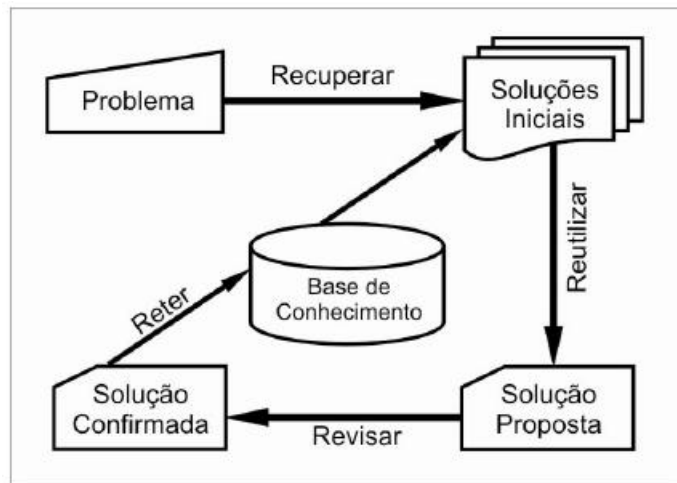 Problema
Recuperar
Soluções
Iniciais
Reutilizar
Base de
Conhecimento
Reter
Solução
Confirmada
Revisar
Solução
Proposta